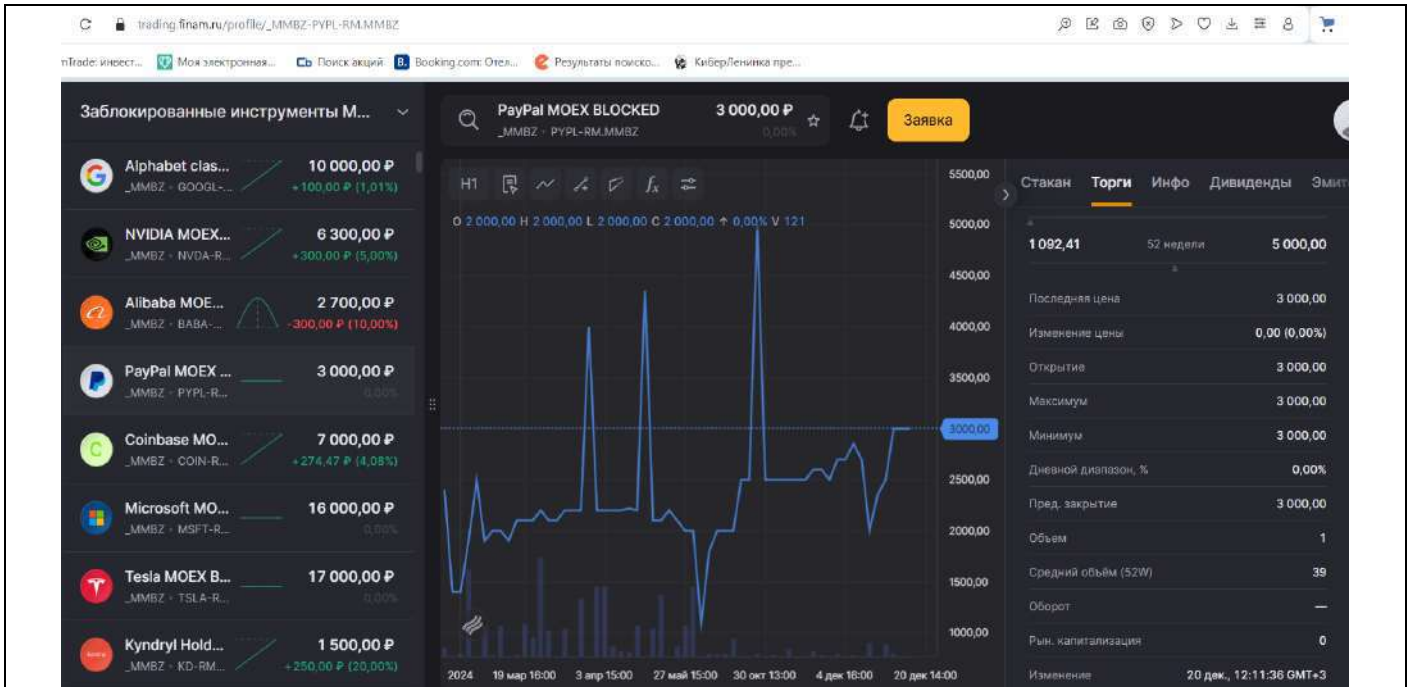 trading.finam.ru/profile/_MMBZ-PYPL-RM.MMBZ
nTrade: инвест... Моя электронная... Поиск акций Booking.com: Отел... Результаты поиско... КиберЛенинка пре...
Заблокированные инструменты М...
Alphabet clas... 10 000,00 ₽
_MMBZ · GOOGL-... +100,00 ₽ (1,01%)
NVIDIA MOEX... 6 300,00 ₽
_MMBZ · NVDA-R... +300,00 ₽ (5,00%)
Alibaba MOE... 2 700,00 ₽
_MMBZ · BABA-... -300,00 ₽ (10,00%)
PayPal MOEX ... 3 000,00 ₽
_MMBZ · PYPL-R... 0,00%
Coinbase MO... 7 000,00 ₽
_MMBZ · COIN-R... +274,47 ₽ (4,08%)
Microsoft MO... 16 000,00 ₽
_MMBZ · MSFT-R... 0,00%
Tesla MOEX B... 17 000,00 ₽
_MMBZ · TSLA-R... 0,00%
Kyndryl Hold... 1 500,00 ₽
_MMBZ · KD-RM... +250,00 ₽ (20,00%)
PayPal MOEX BLOCKED 3 000,00 ₽
_MMBZ · PYPL-RM.MMBZ 0,00%
Заявка
H1
O 2 000,00 H 2 000,00 L 2 000,00 C 2 000,00 ↑ 0,00% V 121
5500,00
5000,00
4500,00
4000,00
3500,00
3000,00
2500,00
2000,00
1500,00
1000,00
2024 19 мар 16:00 3 апр 15:00 27 май 15:00 30 окт 13:00 4 дек 16:00 20 дек 14:00
Стакан Торги Инфо Дивиденды Эмит
1 092,41 52 недели 5 000,00
Последняя цена 3 000,00
Изменение цены 0,00 (0,00%)
Открытие 3 000,00
Максимум 3 000,00
Минимум 3 000,00
Дневной диапазон, % 0,00%
Пред. закрытие 3 000,00
Объем 1
Средний объём (52W) 39
Оборот —
Рын. капитализация 0
Изменение 20 дек., 12:11:36 GMT+3